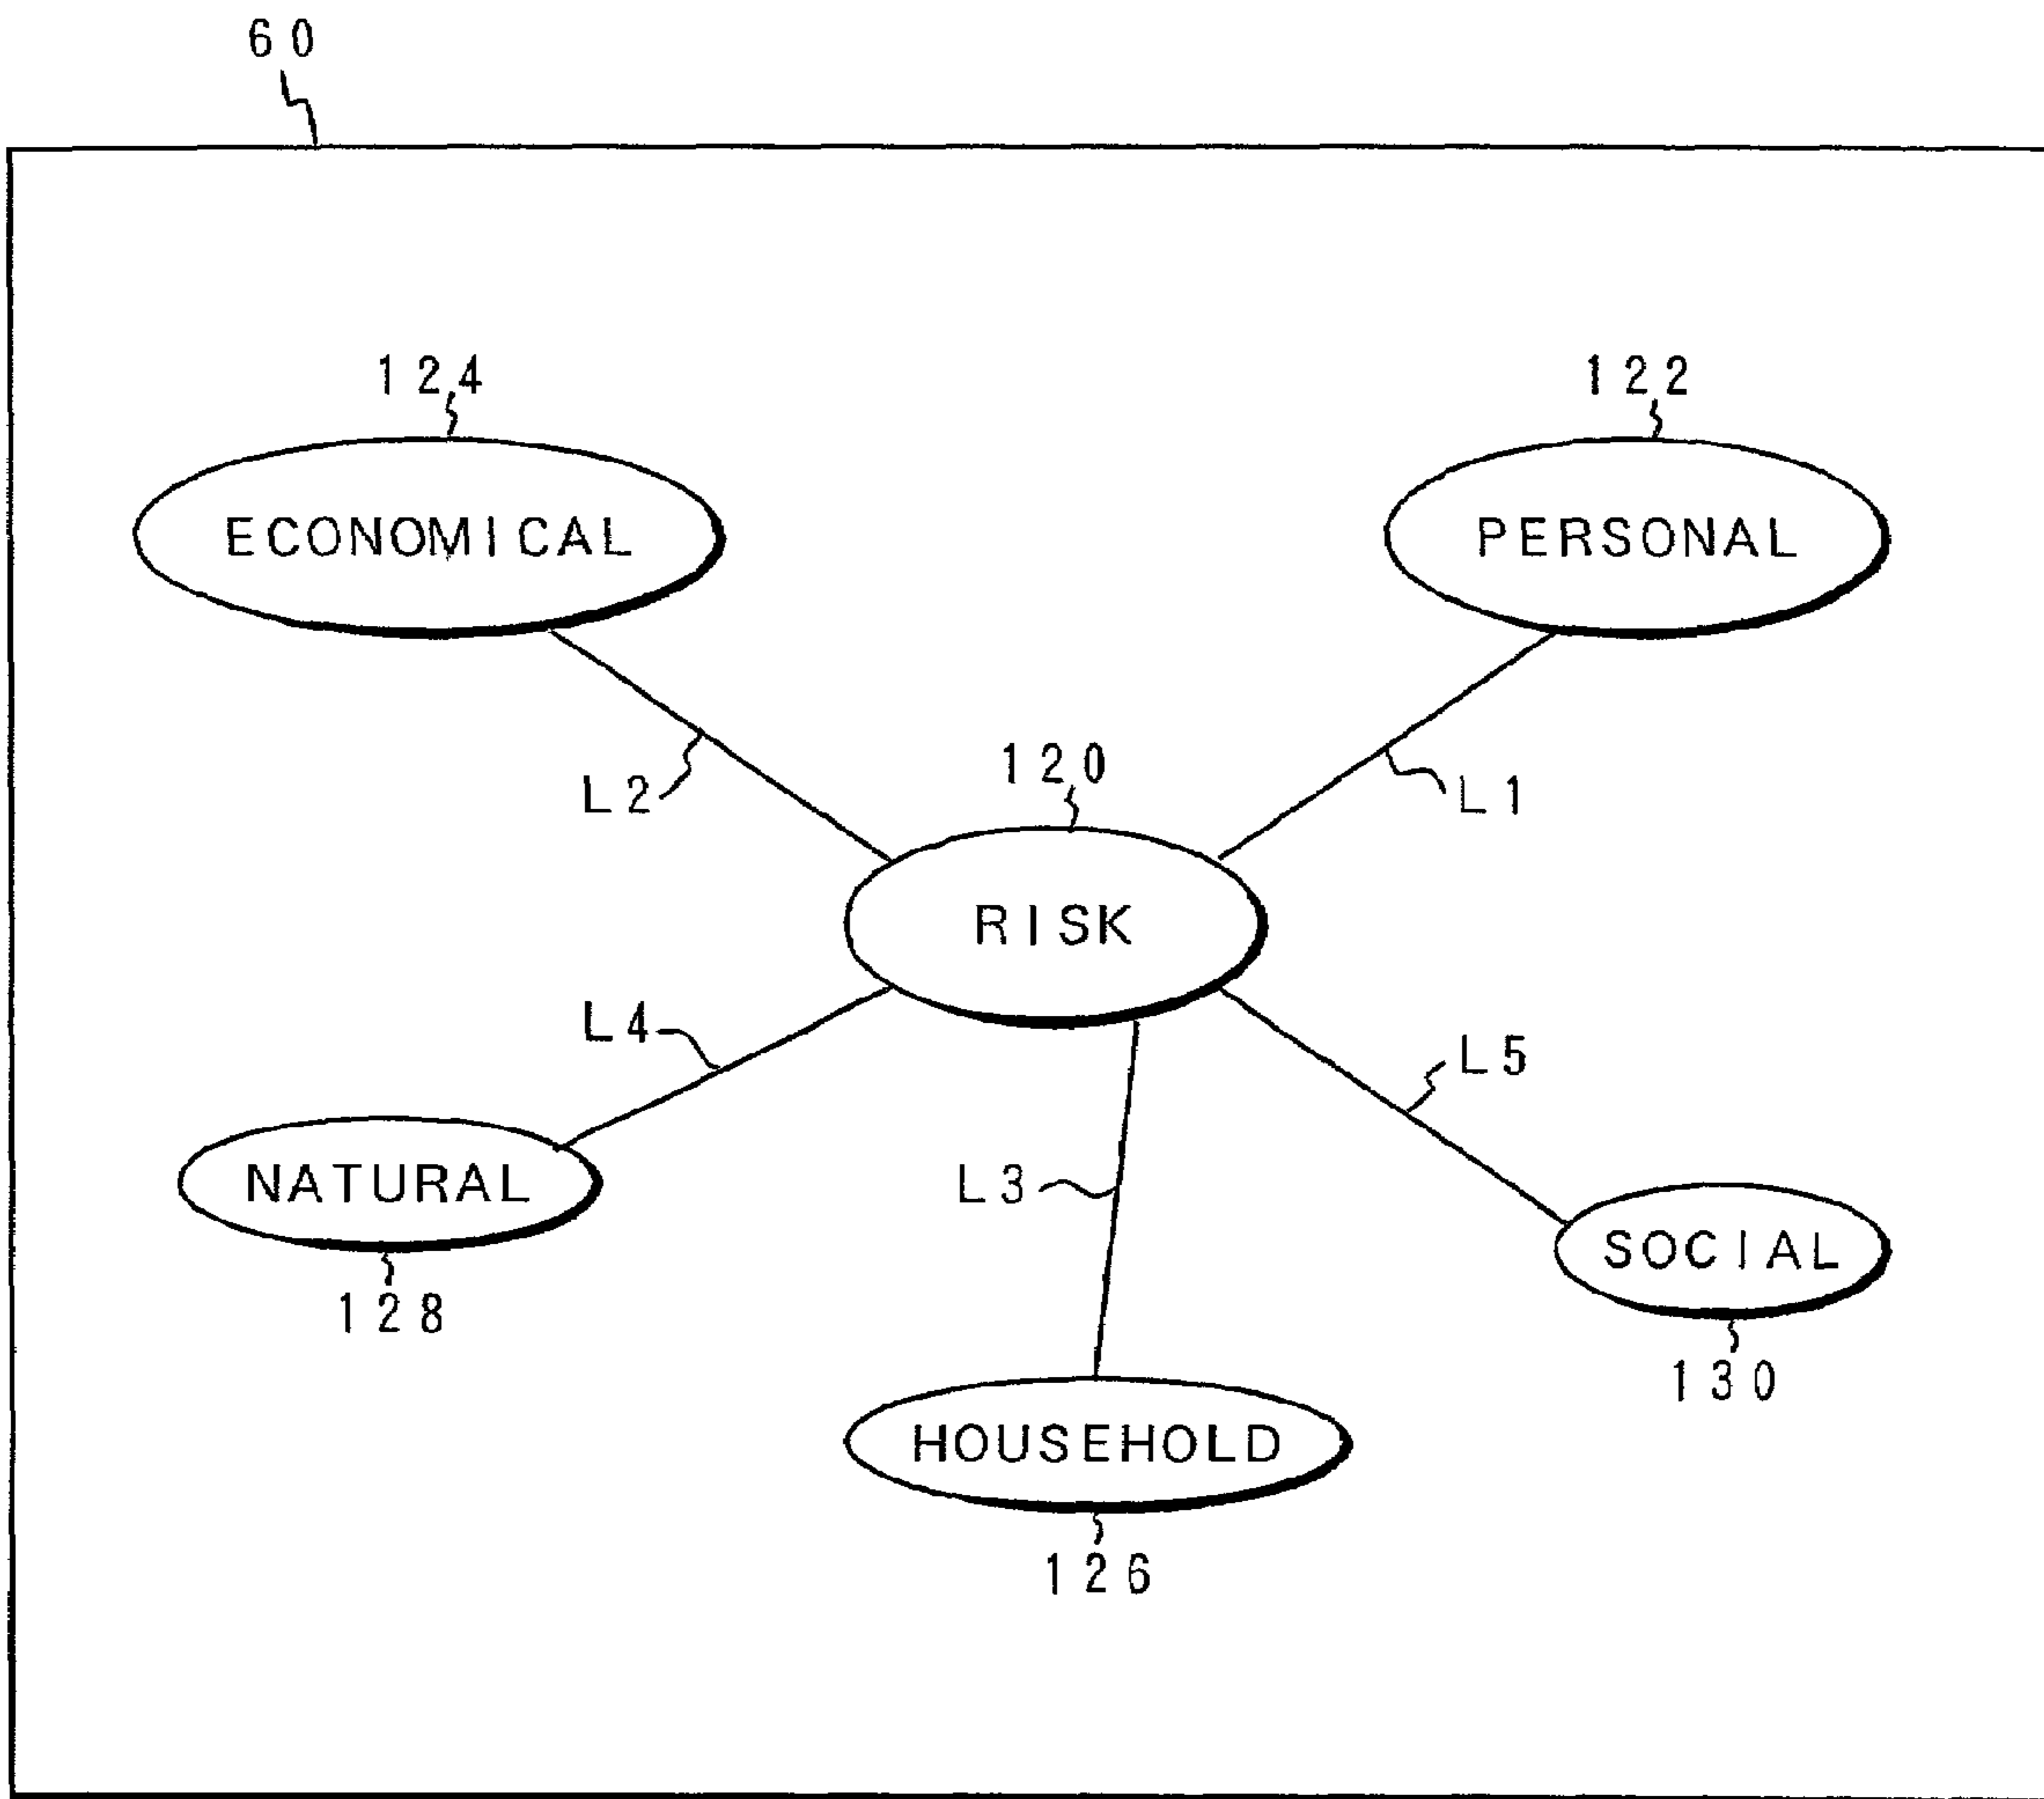 60
124
122
ECONOMICAL
PERSONAL
120
L2
L1
RISK
L4
L5
NATURAL
L3
SOCIAL
128
130
HOUSEHOLD
126